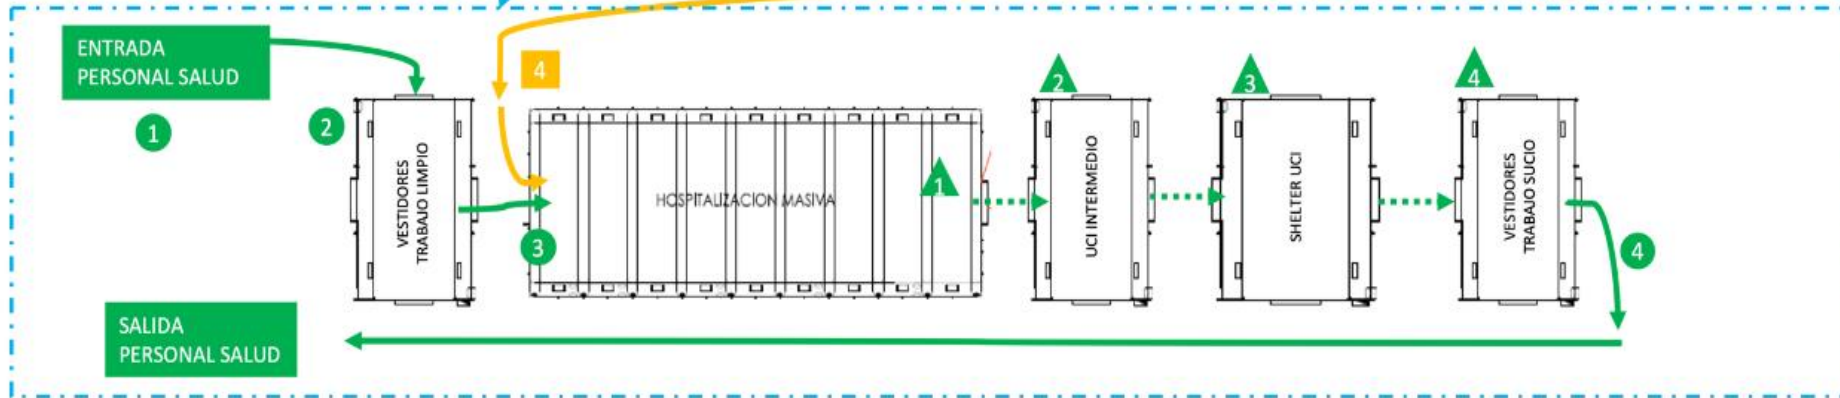 ENTRADA
PERSONAL SALUD
1
2
VESTIDORES
TRABAJO LIMPIO
4
3
HOSPITALIZACION MASIVA
1
2
UCI INTERMEDIO
3
SHELTER UCI
4
VESTIDORES
TRABAJO SUCIO
4
SALIDA
PERSONAL SALUD